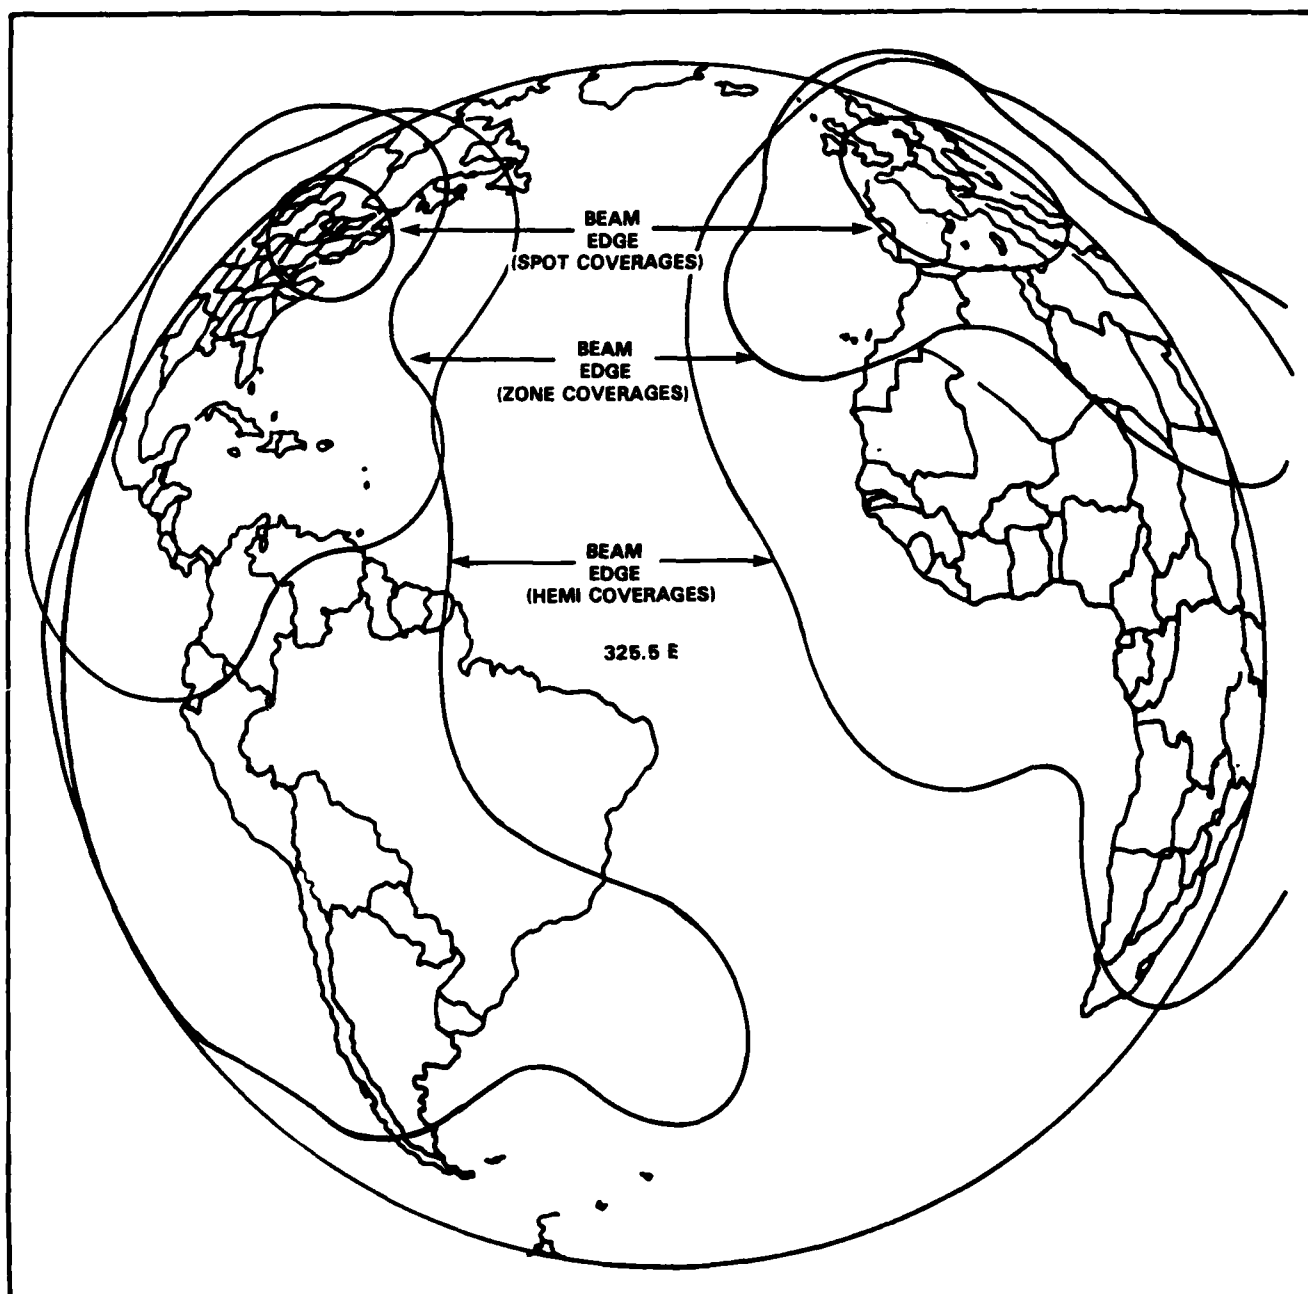 BEAM
EDGE
(SPOT COVERAGES)
BEAM
EDGE
(ZONE COVERAGES)
BEAM
EDGE
(HEMI COVERAGES)
325.5 E